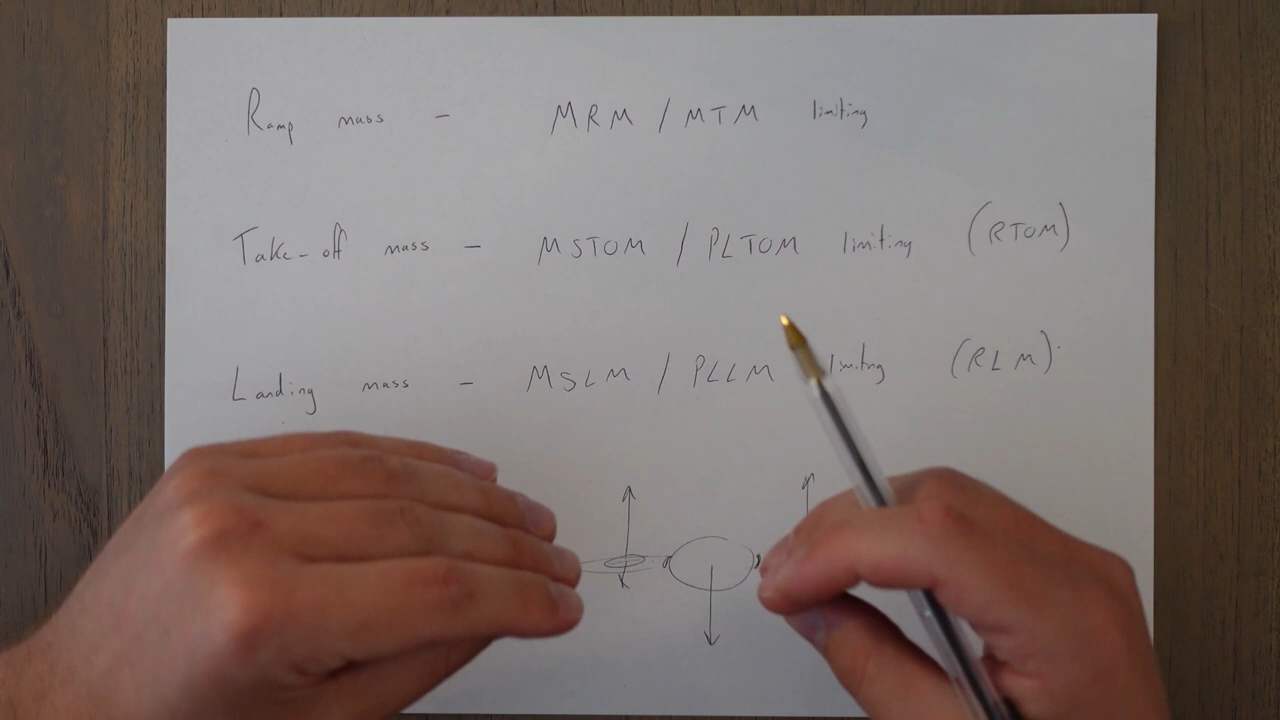 Ramp mass - MRM / MTM limiting
Take-off mass - MSTOM / PLTOM limiting (RTOM)
Landing mass - MSLM / PLLM limiting (RLM)